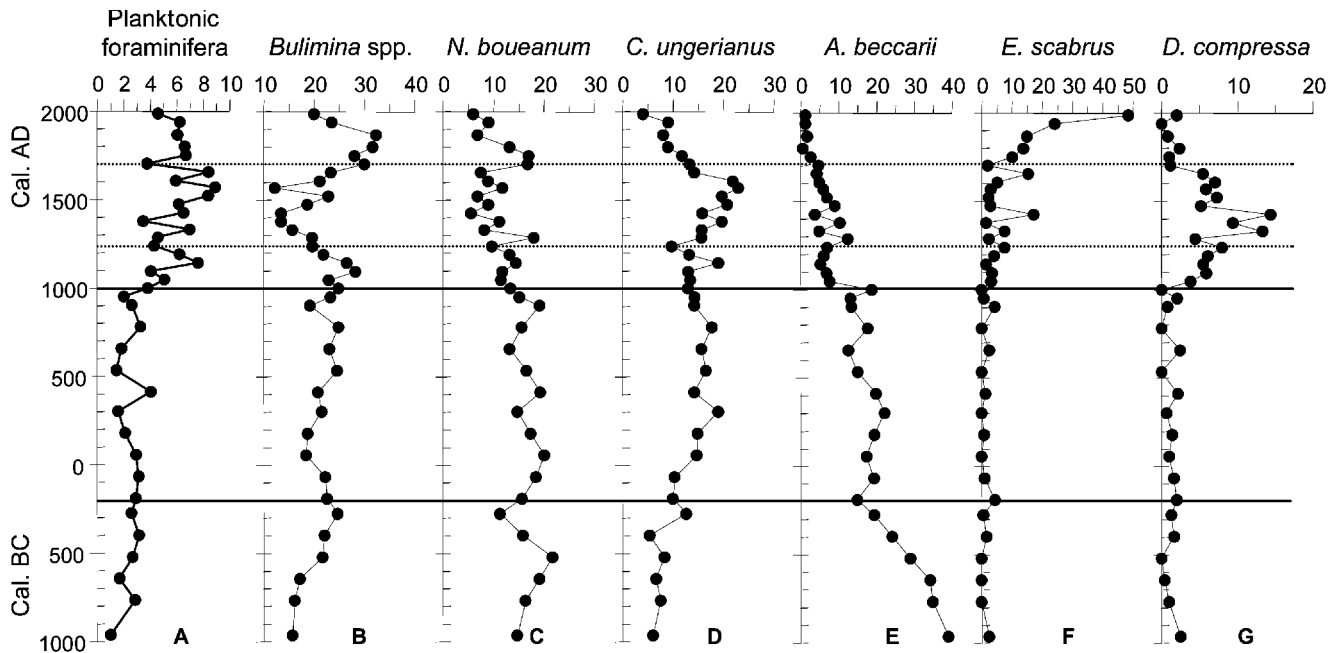 Planktonic
foraminifera Bulimina spp. N. boueanum C. ungerianus A. beccarii E. scabrus D. compressa
0 2 4 6 8 10 10 20 30 40 0 10 20 30 0 10 20 30 0 10 20 30 40 0 10 20 30 40 50 0 10 20
2000
1500
1000
500
0
500
1000
Cal. AD
Cal. BC
A B C D E F G